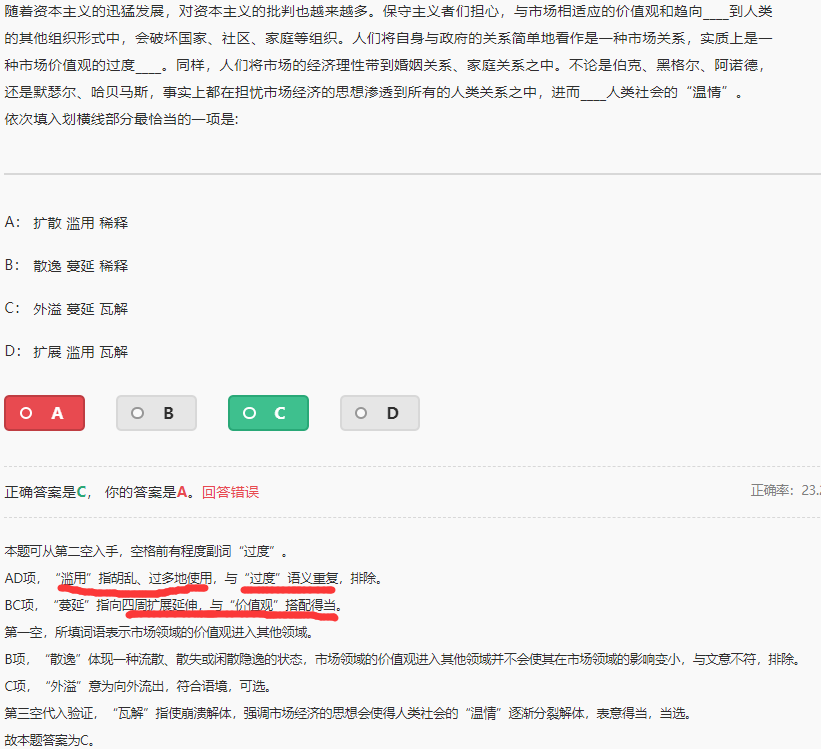 随着资本主义的迅猛发展，对资本主义的批判也越来越多。保守主义者们担心，与市场相适应的价值观和趋向____到人类
的其他组织形式中，会破坏国家、社区、家庭等组织。人们将自身与政府的关系简单地看作是一种市场关系，实质上是一
种市场价值观的过度____。同样，人们将市场的经济理性带到婚姻关系、家庭关系之中。不论是伯克、黑格尔、阿诺德，
还是默瑟尔、哈贝马斯，事实上都在担忧市场经济的思想渗透到所有的人类关系之中，进而____人类社会的“温情”。
依次填入划横线部分最恰当的一项是:
A: 扩散 滥用 稀释
B: 散逸 蔓延 稀释
C: 外溢 蔓延 瓦解
D: 扩展 滥用 瓦解
A B C D
正确答案是C， 你的答案是A。回答错误 正确率: 23.
本题可从第二空入手，空格前有程度副词“过度”。
AD项，“滥用”指胡乱、过多地使用，与“过度”语义重复，排除。
BC项，“蔓延”指向四周扩展延伸，与“价值观”搭配得当。
第一空，所填词语表示市场领域的价值观进入其他领域。
B项，“散逸”体现一种流散、散失或闲散隐逸的状态，市场领域的价值观进入其他领域并不会使其在市场领域的影响变小，与文意不符，排除。
C项，“外溢”意为向外流出，符合语境，可选。
第三空代入验证，“瓦解”指使崩溃解体，强调市场经济的思想会使得人类社会的“温情”逐渐分裂解体，表意得当，当选。
故本题答案为C。